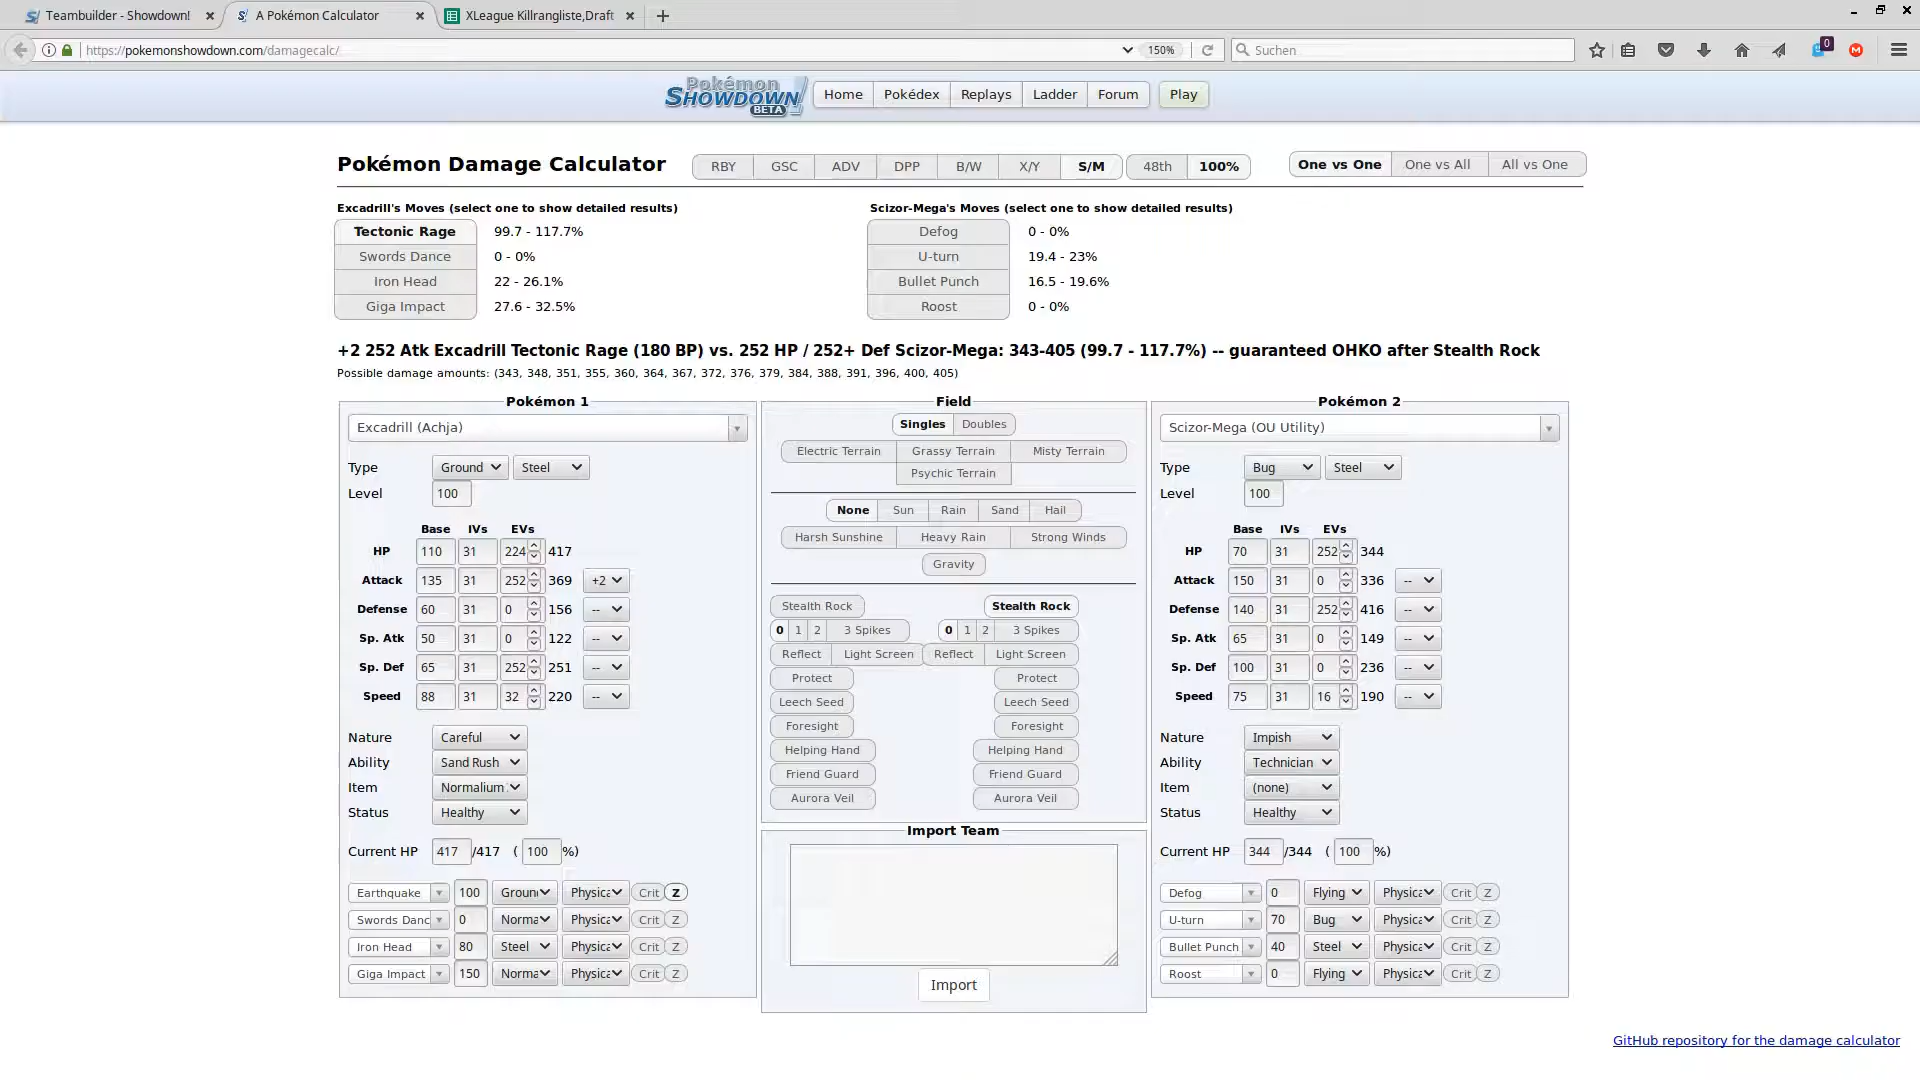 Teambuilder - Showdown!
A Pokémon Calculator
XLeague Killrangliste,Draft
https://pokemonshowdown.com/damagecalc/
150%
Suchen
0
M
Pokémon
SHOWDOWN
BETA
Home Pokédex Replays Ladder Forum Play
Pokémon Damage Calculator
RBY GSC ADV DPP B/W X/Y S/M 48th 100%
One vs One One vs All All vs One
Excadrill's Moves (select one to show detailed results)
Tectonic Rage 99.7 - 117.7%
Swords Dance 0 - 0%
Iron Head 22 - 26.1%
Giga Impact 27.6 - 32.5%
Scizor-Mega's Moves (select one to show detailed results)
Defog 0 - 0%
U-turn 19.4 - 23%
Bullet Punch 16.5 - 19.6%
Roost 0 - 0%
+2 252 Atk Excadrill Tectonic Rage (180 BP) vs. 252 HP / 252+ Def Scizor-Mega: 343-405 (99.7 - 117.7%) -- guaranteed OHKO after Stealth Rock
Possible damage amounts: (343, 348, 351, 355, 360, 364, 367, 372, 376, 379, 384, 388, 391, 396, 400, 405)
Pokémon 1
Excadrill (Achja)
Type Ground Steel
Level 100
Base IVs EVs
HP 110 31 224 417
Attack 135 31 252 369 +2
Defense 60 31 0 156 --
Sp. Atk 50 31 0 122 --
Sp. Def 65 31 252 251 --
Speed 88 31 32 220 --
Nature Careful
Ability Sand Rush
Item Normalium
Status Healthy
Current HP 417 /417 ( 100 %)
Earthquake 100 Ground Physica Crit Z
Swords Danc 0 Norma Physica Crit Z
Iron Head 80 Steel Physica Crit Z
Giga Impact 150 Norma Physica Crit Z
Field
Singles Doubles
Electric Terrain Grassy Terrain Misty Terrain
Psychic Terrain
None Sun Rain Sand Hail
Harsh Sunshine Heavy Rain Strong Winds
Gravity
Stealth Rock Stealth Rock
0 1 2 3 Spikes 0 1 2 3 Spikes
Reflect Light Screen Reflect Light Screen
Protect Protect
Leech Seed Leech Seed
Foresight Foresight
Helping Hand Helping Hand
Friend Guard Friend Guard
Aurora Veil Aurora Veil
Import Team
Import
Pokémon 2
Scizor-Mega (OU Utility)
Type Bug Steel
Level 100
Base IVs EVs
HP 70 31 252 344
Attack 150 31 0 336 --
Defense 140 31 252 416 --
Sp. Atk 65 31 0 149 --
Sp. Def 100 31 0 236 --
Speed 75 31 16 190 --
Nature Impish
Ability Technician
Item (none)
Status Healthy
Current HP 344 /344 ( 100 %)
Defog 0 Flying Physica Crit Z
U-turn 70 Bug Physica Crit Z
Bullet Punch 40 Steel Physica Crit Z
Roost 0 Flying Physica Crit Z
GitHub repository for the damage calculator